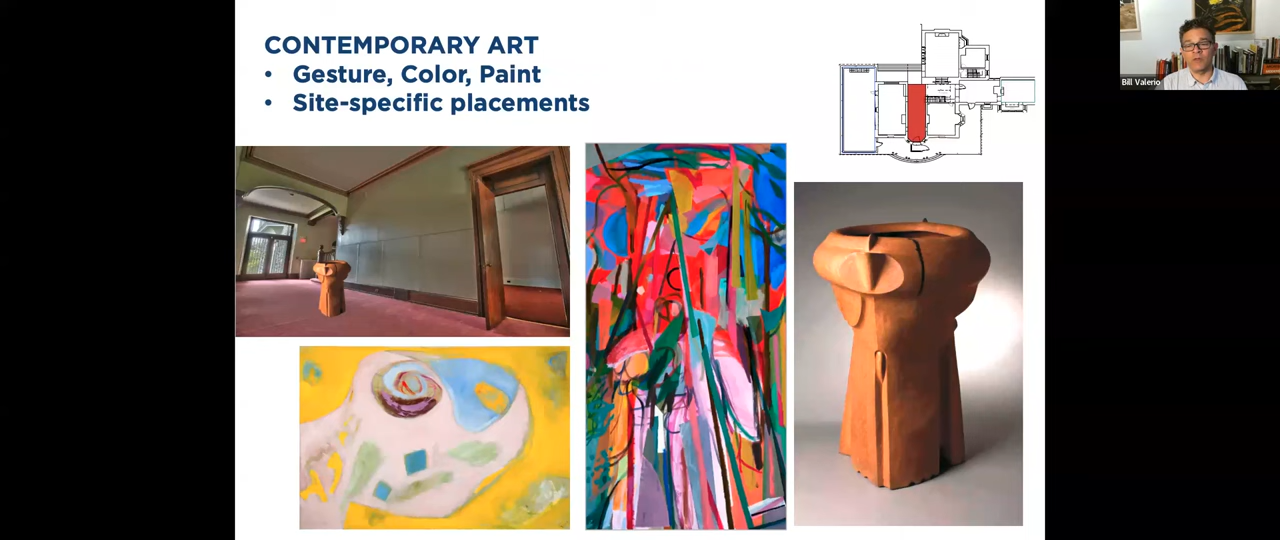 CONTEMPORARY ART
• Gesture, Color, Paint
• Site-specific placements
Bill Valerio